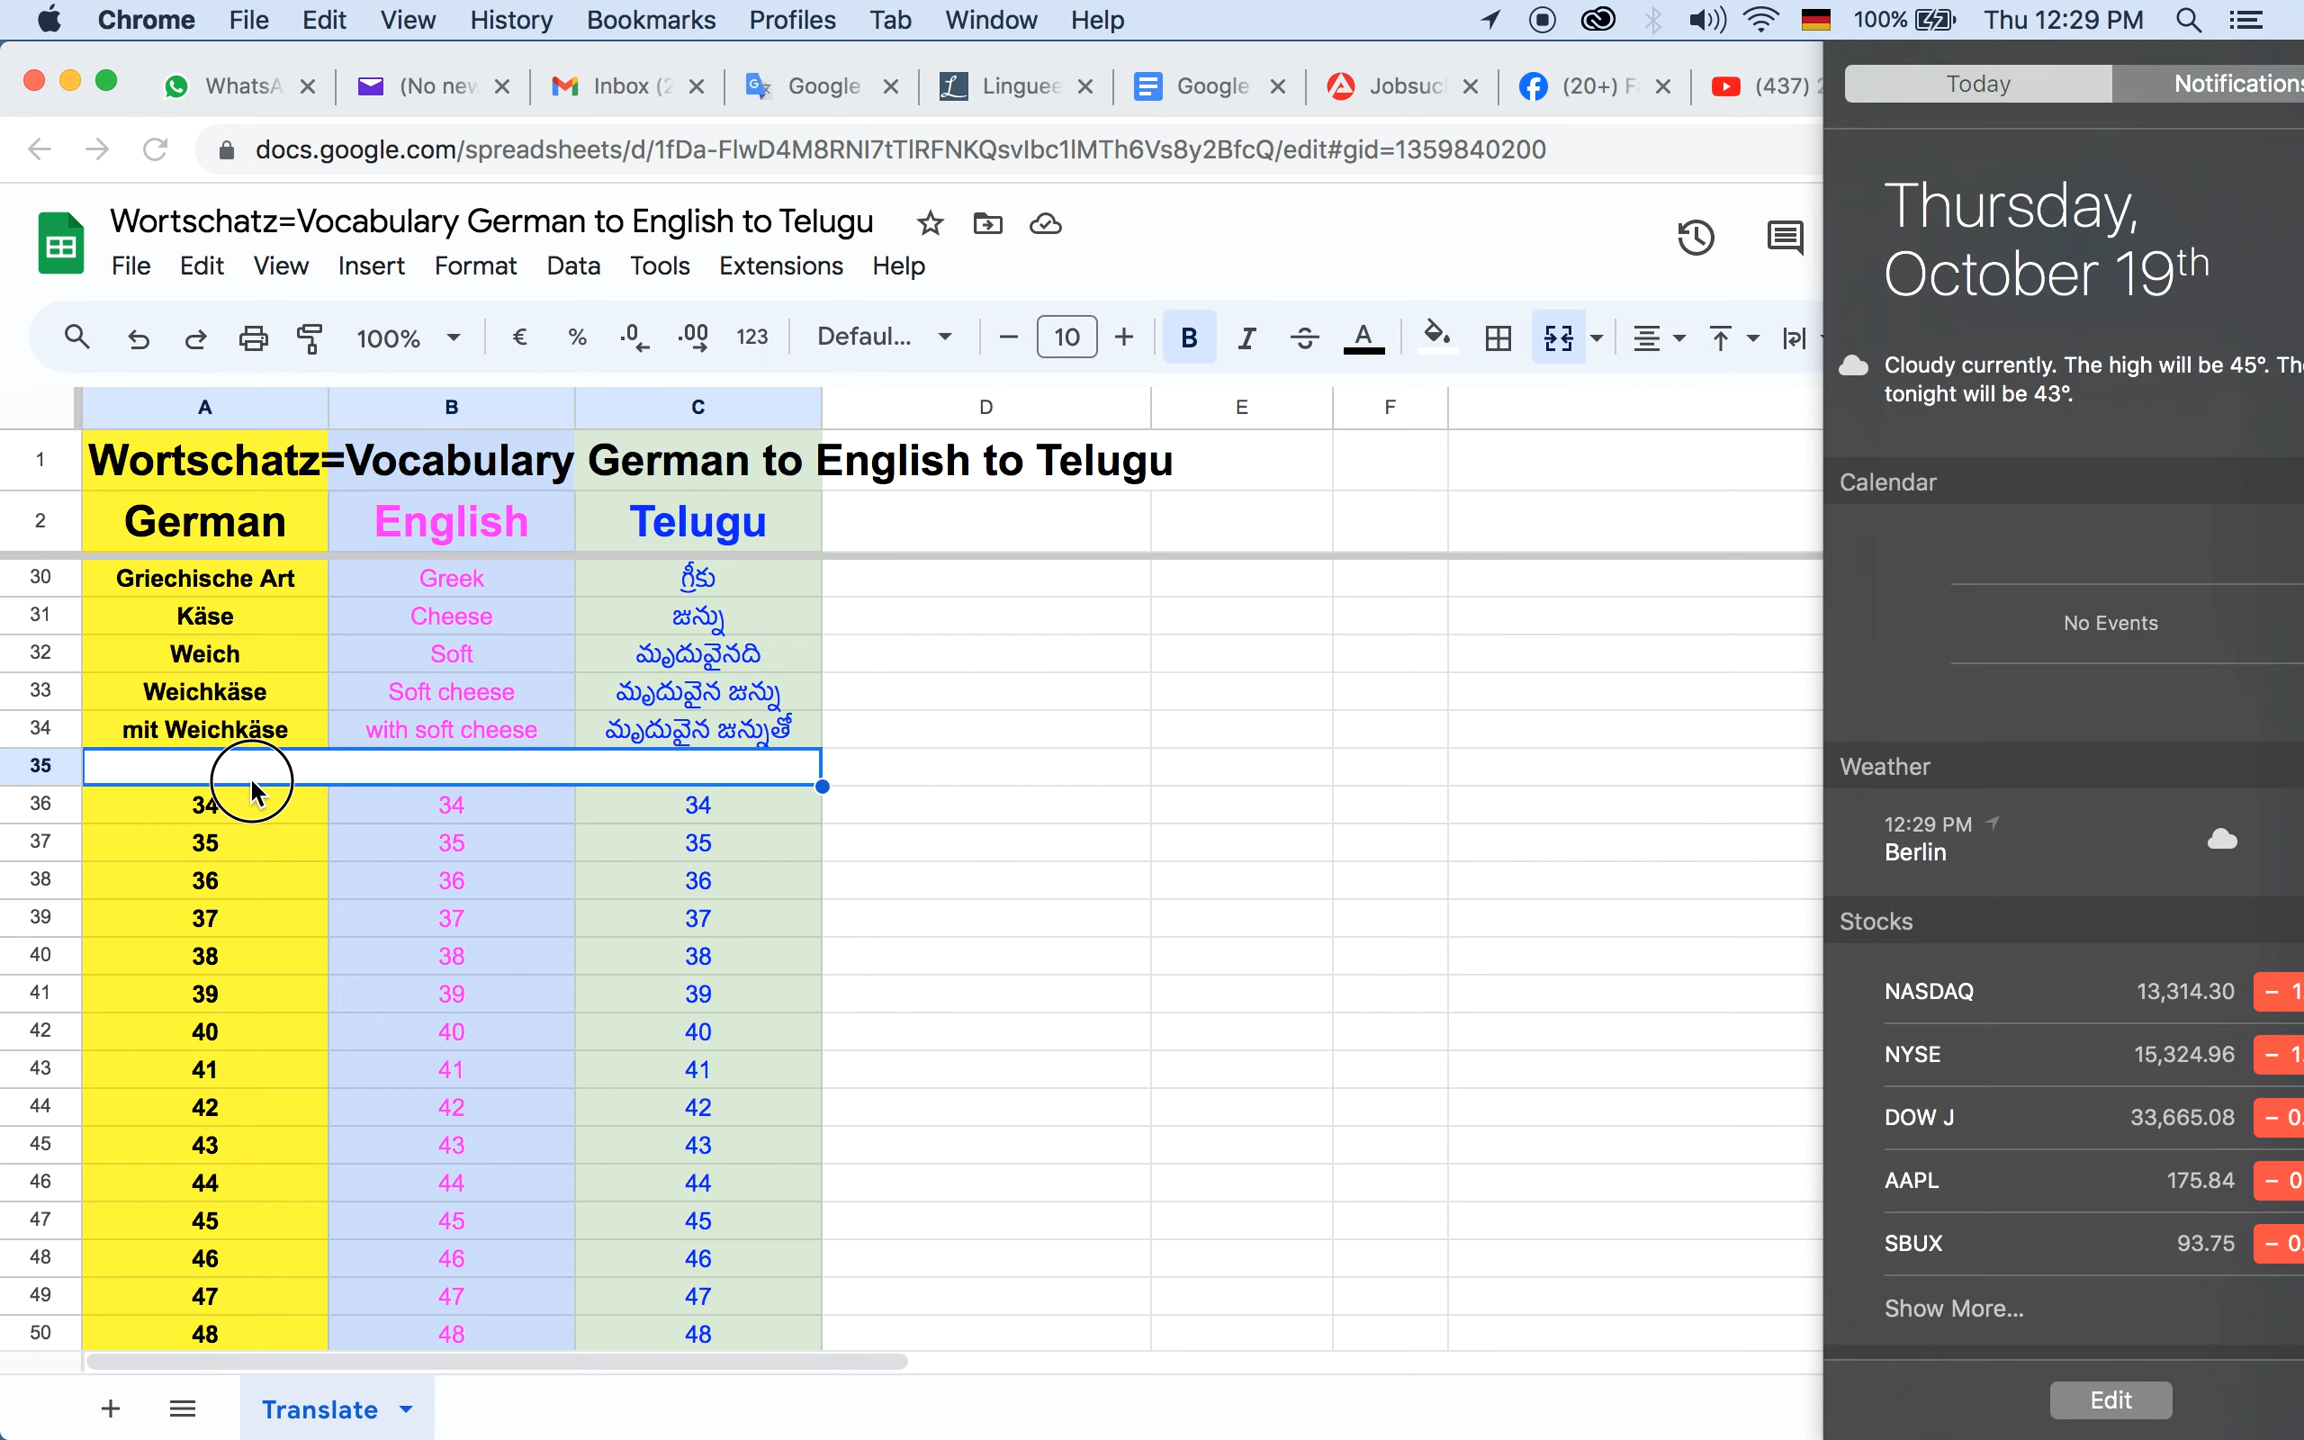 Chrome File Edit View History Bookmarks Profiles Tab Window Help 100% Thu 12:29 PM
WhatsA (No new Inbox (2 Google Linguee Google Jobsuc (20+) F (437) 2
docs.google.com/spreadsheets/d/1fDa-FlwD4M8RNI7tTlRFNKQsvlbc1lMTh6Vs8y2BfcQ/edit#gid=1359840200
Wortschatz=Vocabulary German to English to Telugu
File Edit View Insert Format Data Tools Extensions Help
100% € % .0 .00 123 Defaul... 10 B I A
A B C D E F
1 Wortschatz=Vocabulary German to English to Telugu
2 German English Telugu
30 Griechische Art Greek గ్రీకు
31 Käse Cheese జున్ను
32 Weich Soft మృదువైనది
33 Weichkäse Soft cheese మృదువైన జున్ను
34 mit Weichkäse with soft cheese మృదువైన జున్నుతో
35
36 34 34 34
37 35 35 35
38 36 36 36
39 37 37 37
40 38 38 38
41 39 39 39
42 40 40 40
43 41 41 41
44 42 42 42
45 43 43 43
46 44 44 44
47 45 45 45
48 46 46 46
49 47 47 47
50 48 48 48
Translate
Today Notifications
Thursday,
October 19th
Cloudy currently. The high will be 45°. The
tonight will be 43°.
Calendar
No Events
Weather
12:29 PM
Berlin
Stocks
NASDAQ 13,314.30 – 1.
NYSE 15,324.96 – 1.
DOW J 33,665.08 – 0.
AAPL 175.84 – 0
SBUX 93.75 – 0.
Show More...
Edit